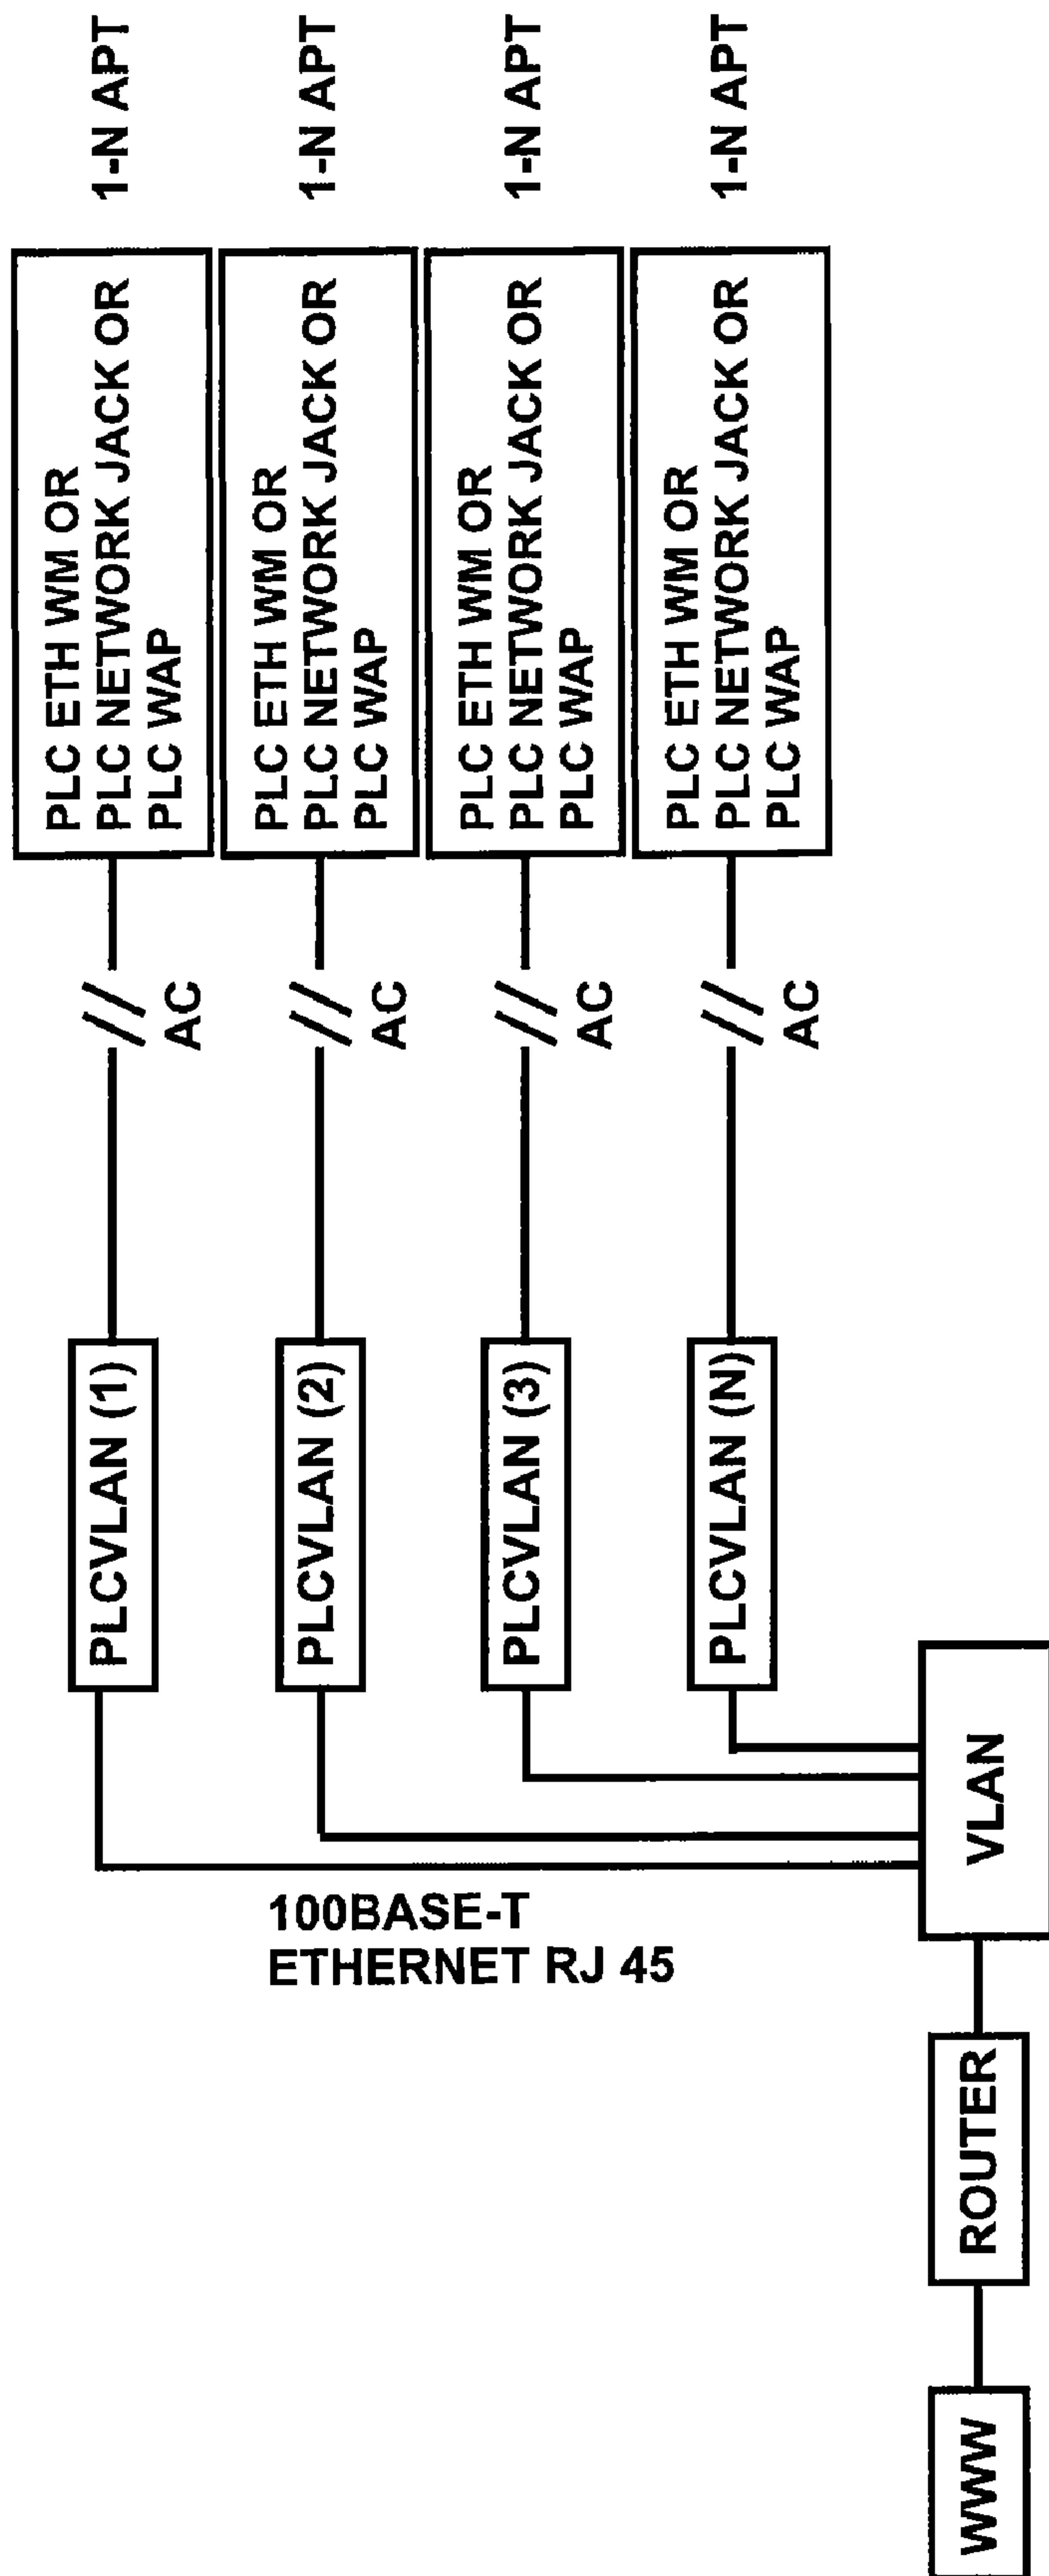 PLCVLAN (1)
AC
PLC ETH WM OR
PLC NETWORK JACK OR
PLC WAP
1-N APT
PLCVLAN (2)
AC
PLC ETH WM OR
PLC NETWORK JACK OR
PLC WAP
1-N APT
PLCVLAN (3)
AC
PLC ETH WM OR
PLC NETWORK JACK OR
PLC WAP
1-N APT
PLCVLAN (N)
AC
PLC ETH WM OR
PLC NETWORK JACK OR
PLC WAP
1-N APT
100BASE-T
ETHERNET RJ 45
WWW
ROUTER
VLAN